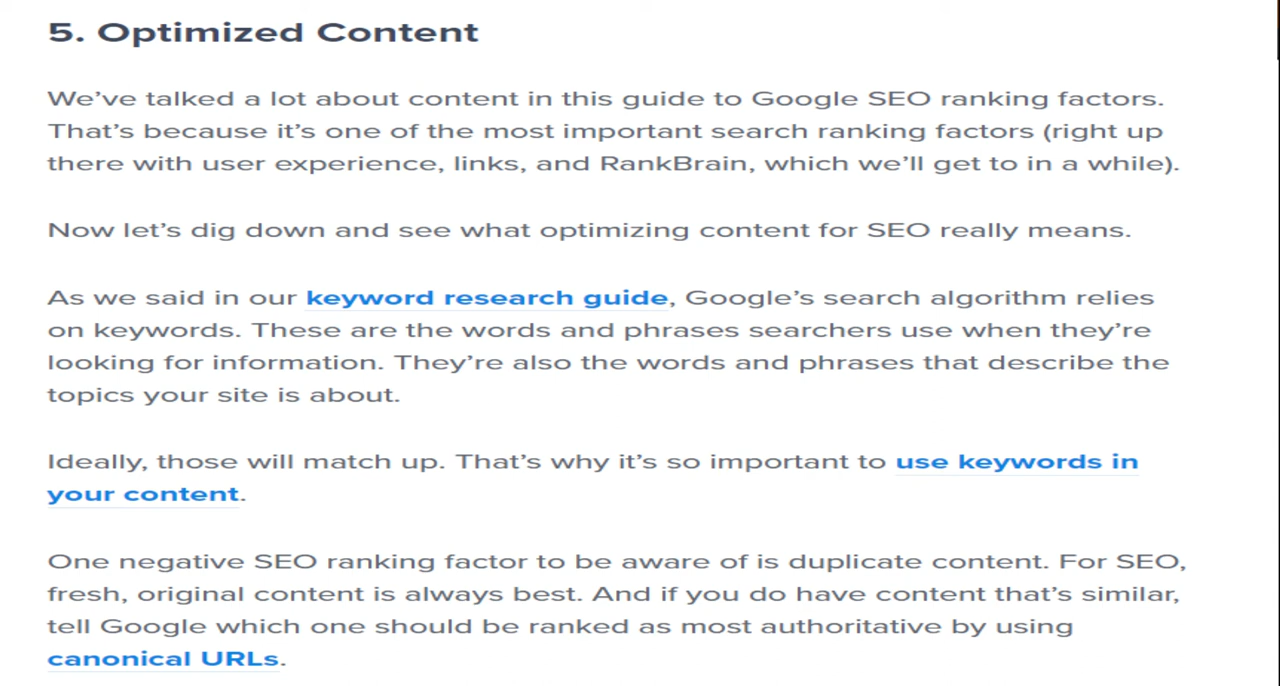 5. Optimized Content
We’ve talked a lot about content in this guide to Google SEO ranking factors.
That’s because it’s one of the most important search ranking factors (right up
there with user experience, links, and RankBrain, which we’ll get to in a while).
Now let’s dig down and see what optimizing content for SEO really means.
As we said in our keyword research guide, Google’s search algorithm relies
on keywords. These are the words and phrases searchers use when they’re
looking for information. They’re also the words and phrases that describe the
topics your site is about.
Ideally, those will match up. That’s why it’s so important to use keywords in
your content.
One negative SEO ranking factor to be aware of is duplicate content. For SEO,
fresh, original content is always best. And if you do have content that’s similar,
tell Google which one should be ranked as most authoritative by using
canonical URLs.